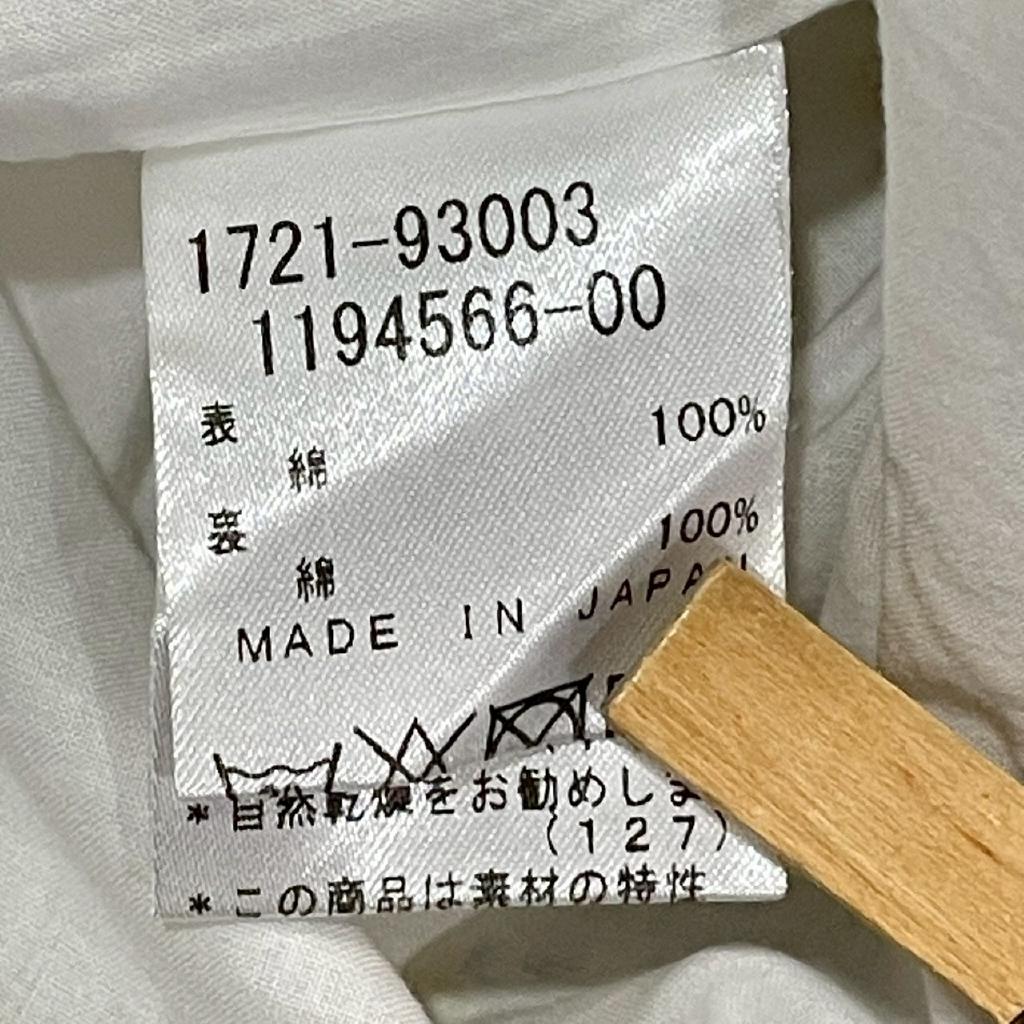 1721-93003
1194566-00
表
綿 100%
裏
綿 100%
MADE IN JAPAN
*自然乾燥をお勧めしま
(127)
*この商品は素材の特性